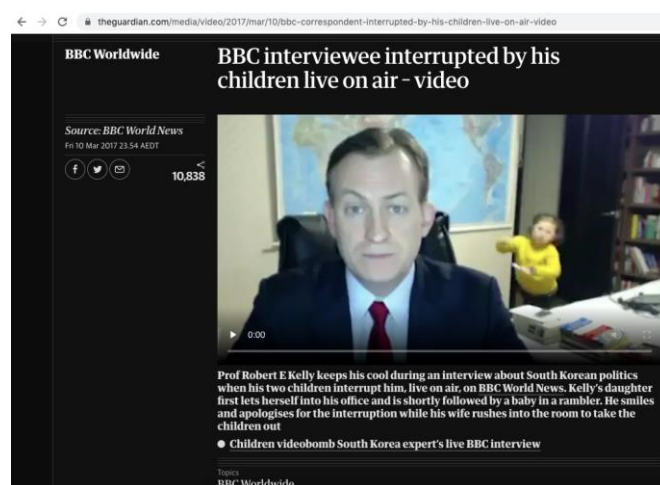 theguardian.com/media/video/2017/mar/10/bbc-correspondent-interrupted-by-his-children-live-on-air-video
BBC Worldwide
BBC interviewee interrupted by his
children live on air – video
Source: BBC World News
Fri 10 Mar 2017 23.54 AEDT
10,838
0:00
Prof Robert E Kelly keeps his cool during an interview about South Korean politics
when his two children interrupt him, live on air, on BBC World News. Kelly's daughter
first lets herself into his office and is shortly followed by a baby in a rambler. He smiles
and apologises for the interruption while his wife rushes into the room to take the
children out
Children videobomb South Korea expert's live BBC interview
Topics
BBC Worldwide